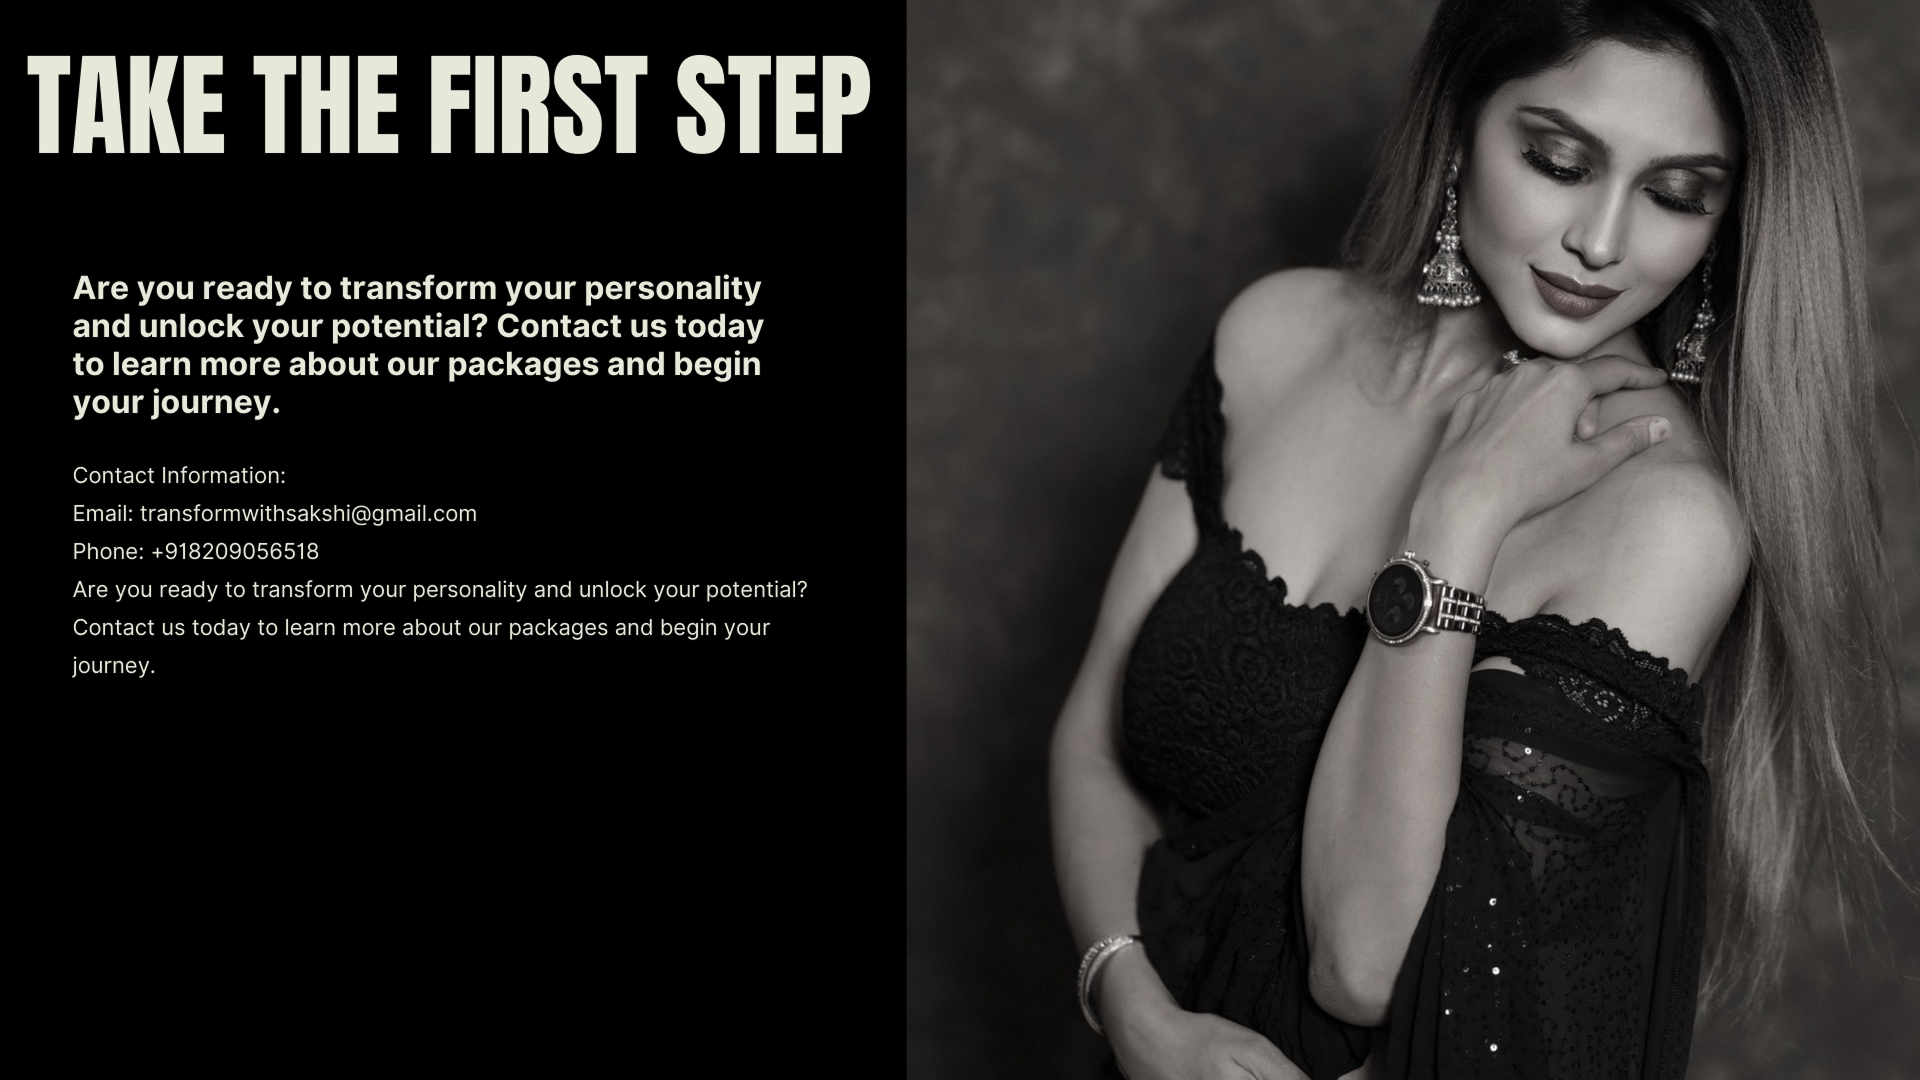 TAKE THE FIRST STEP
Are you ready to transform your personality
and unlock your potential? Contact us today
to learn more about our packages and begin
your journey.
Contact Information:
Email: transformwithsakshi@gmail.com
Phone: +918209056518
Are you ready to transform your personality and unlock your potential?
Contact us today to learn more about our packages and begin your
journey.